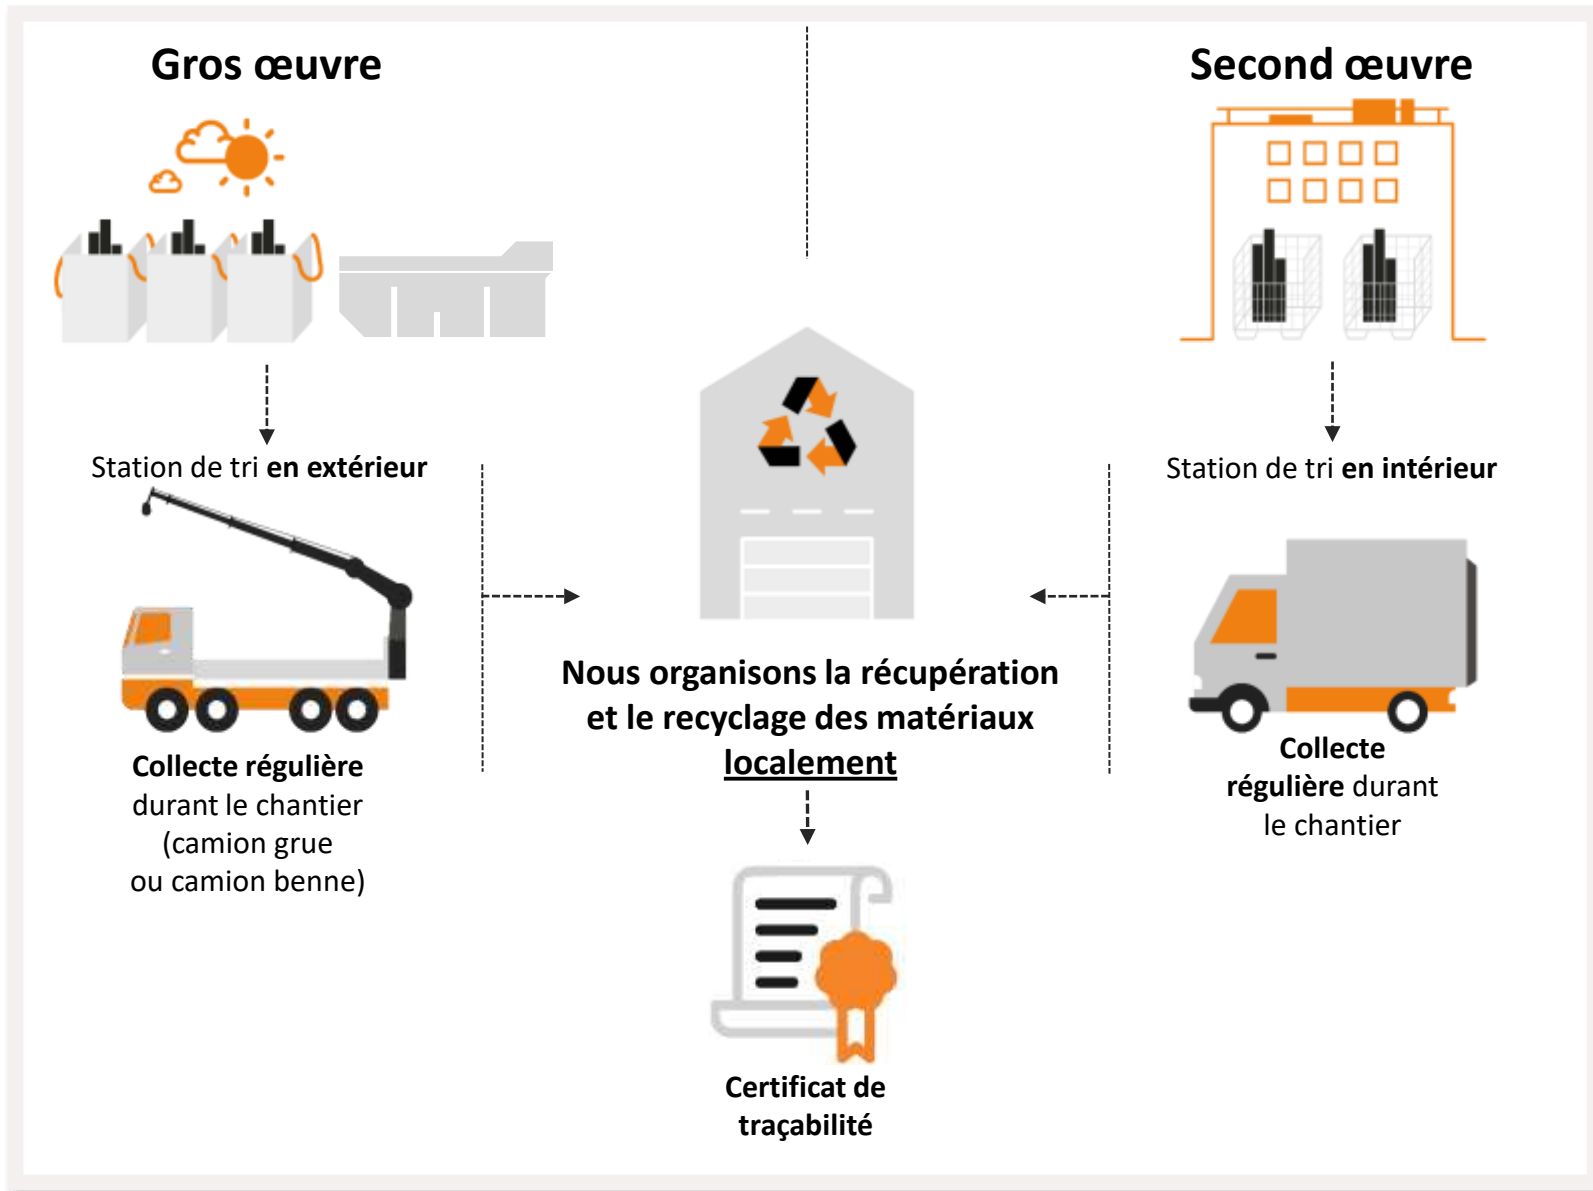 Gros œuvre
Station de tri en extérieur
Collecte régulière
durant le chantier
(camion grue
ou camion benne)
Second œuvre
Station de tri en intérieur
Collecte
régulière durant
le chantier
Nous organisons la récupération
et le recyclage des matériaux
localement
Certificat de
traçabilité